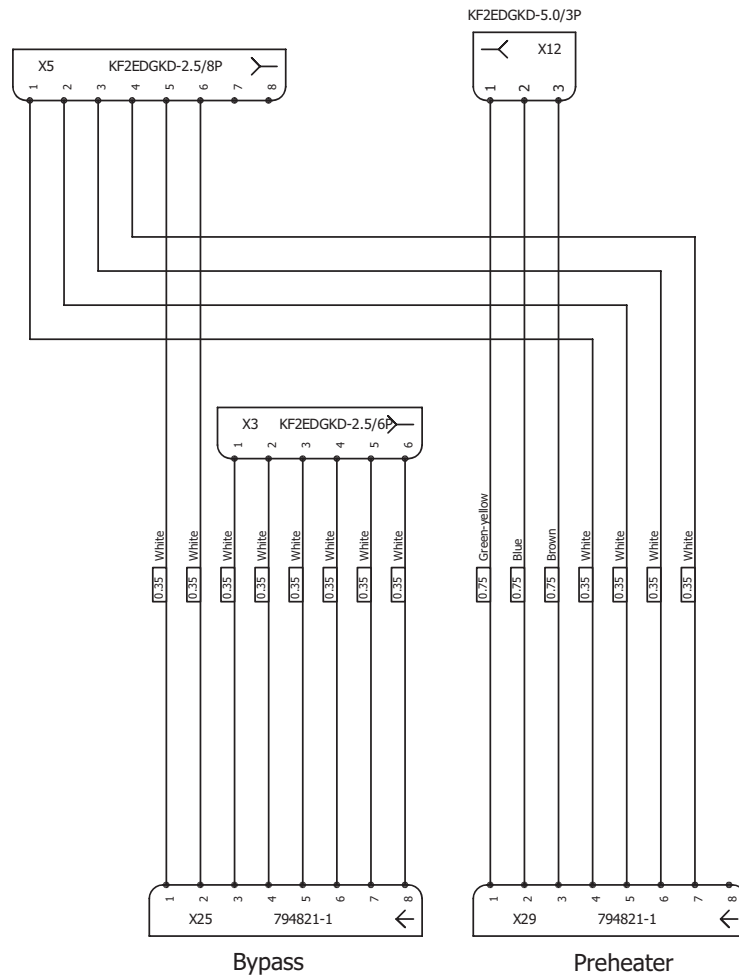 KF2EDGKD-5.0/3P
X5 KF2EDGKD-2.5/8P
X12
1 2 3 4 5 6 7 8
1 2 3
X3 KF2EDGKD-2.5/6P
1 2 3 4 5 6
0.35 White
0.35 White
0.35 White
0.35 White
0.35 White
0.35 White
0.35 White
0.35 White
0.75 Green-yellow
0.75 Blue
0.75 Brown
0.35 White
0.35 White
0.35 White
0.35 White
1 2 3 4 5 6 7 8
1 2 3 4 5 6 7 8
X25 794821-1
X29 794821-1
Bypass
Preheater